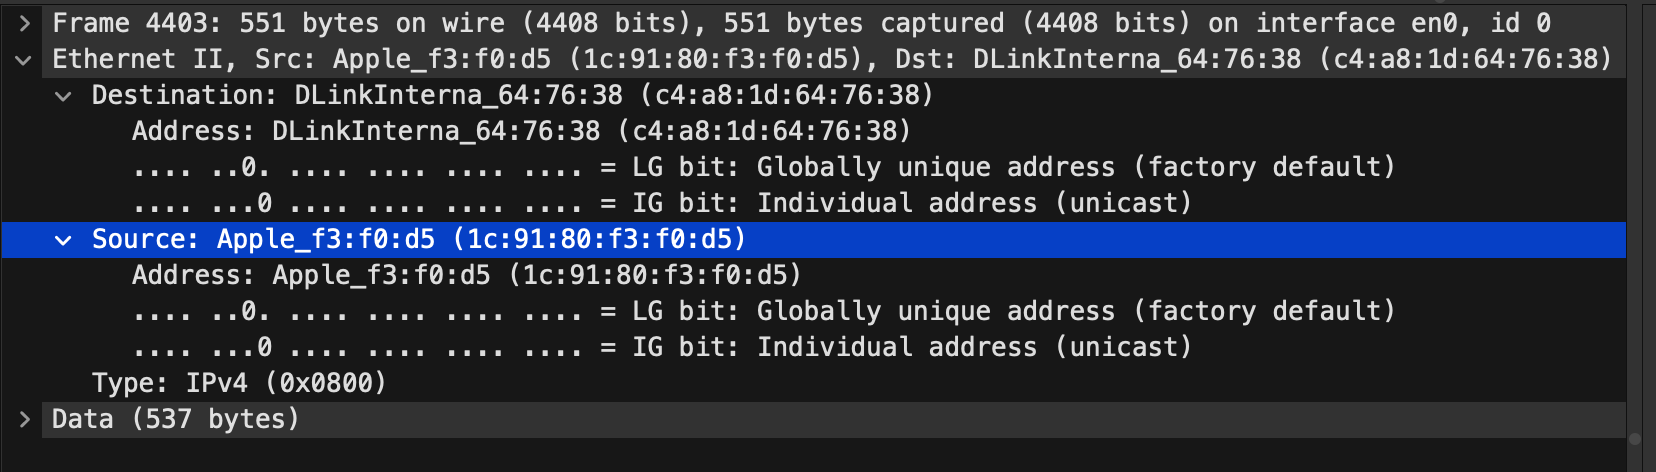 Frame 4403: 551 bytes on wire (4408 bits), 551 bytes captured (4408 bits) on interface en0, id 0
Ethernet II, Src: Apple_f3:f0:d5 (1c:91:80:f3:f0:d5), Dst: DLinkInterna_64:76:38 (c4:a8:1d:64:76:38)
Destination: DLinkInterna_64:76:38 (c4:a8:1d:64:76:38)
Address: DLinkInterna_64:76:38 (c4:a8:1d:64:76:38)
.... ..0. .... .... .... .... = LG bit: Globally unique address (factory default)
.... ...0 .... .... .... .... = IG bit: Individual address (unicast)
Source: Apple_f3:f0:d5 (1c:91:80:f3:f0:d5)
Address: Apple_f3:f0:d5 (1c:91:80:f3:f0:d5)
.... ..0. .... .... .... .... = LG bit: Globally unique address (factory default)
.... ...0 .... .... .... .... = IG bit: Individual address (unicast)
Type: IPv4 (0x0800)
Data (537 bytes)